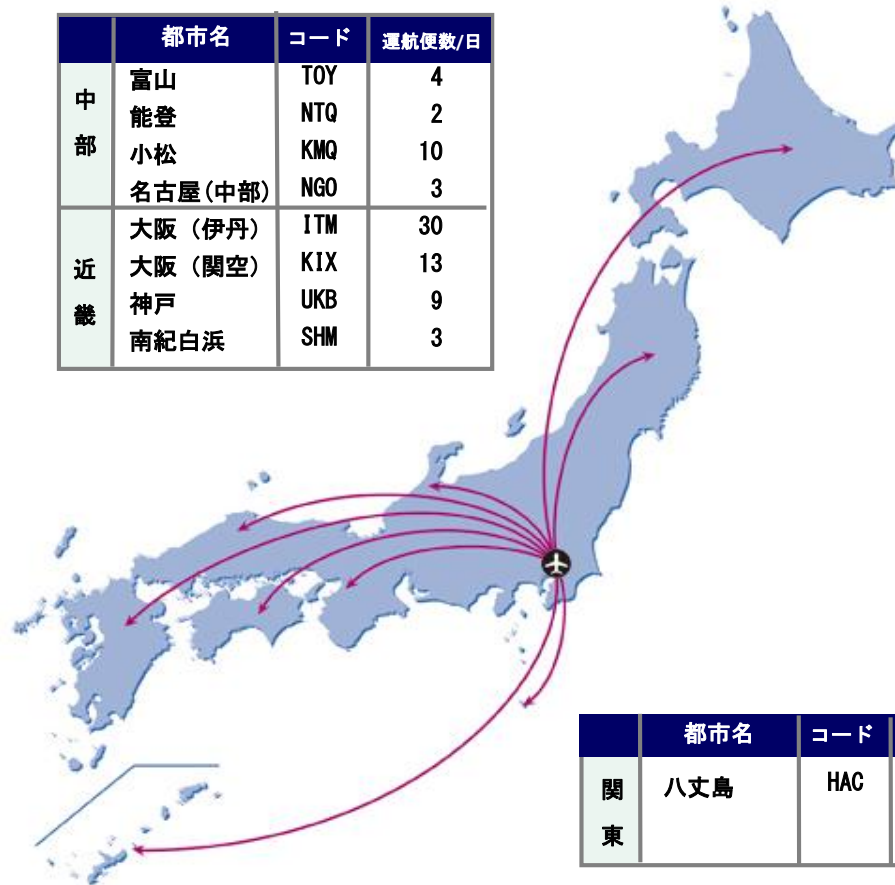 都市名 コード 運航便数/日
中部
富山 TOY 4
能登 NTQ 2
小松 KMQ 10
名古屋(中部) NGO 3
近畿
大阪（伊丹） ITM 30
大阪（関空） KIX 13
神戸 UKB 9
南紀白浜 SHM 3
都市名 コード
関東
八丈島 HAC